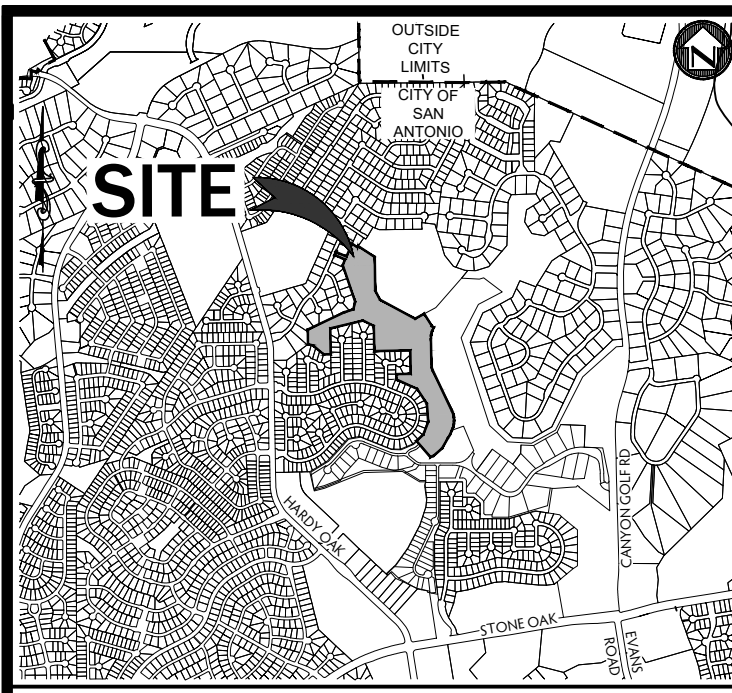 OUTSIDE
CITY
LIMITS
CITY OF
SAN
ANTONIO
N
SITE
HARDY OAK
CANYON GOLF RD
STONE OAK
EVANS
ROAD